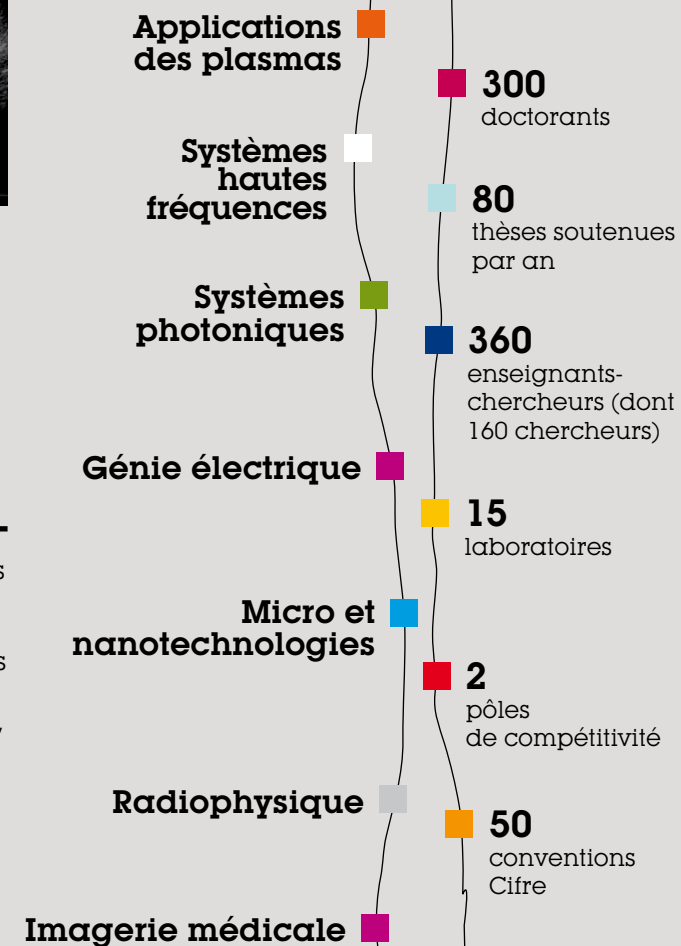 Applications
des plasmas
Systèmes
hautes
fréquences
Systèmes
photoniques
Génie électrique
Micro et
nanotechnologies
Radiophysique
Imagerie médicale
300
doctorants
80
thèses soutenues
par an
360
enseignants-
chercheurs (dont
160 chercheurs)
15
laboratoires
2
pôles
de compétitivité
50
conventions
Cifre